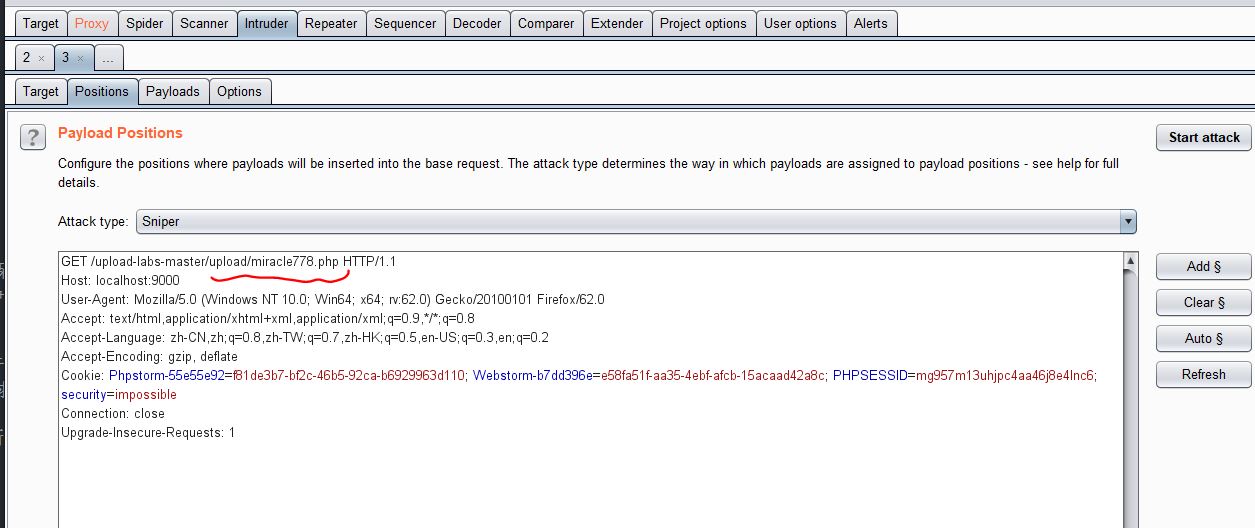 Target Proxy Spider Scanner Intruder Repeater Sequencer Decoder Comparer Extender Project options User options Alerts
2 × 3 × ...
Target Positions Payloads Options
? Payload Positions
Start attack
Configure the positions where payloads will be inserted into the base request. The attack type determines the way in which payloads are assigned to payload positions - see help for full
details.
Attack type: Sniper
GET /upload-labs-master/upload/miracle778.php HTTP/1.1
Host: localhost:9000
User-Agent: Mozilla/5.0 (Windows NT 10.0; Win64; x64; rv:62.0) Gecko/20100101 Firefox/62.0
Accept: text/html,application/xhtml+xml,application/xml;q=0.9,*/*;q=0.8
Accept-Language: zh-CN,zh;q=0.8,zh-TW;q=0.7,zh-HK;q=0.5,en-US;q=0.3,en;q=0.2
Accept-Encoding: gzip, deflate
Cookie: Phpstorm-55e55e92=f81de3b7-bf2c-46b5-92ca-b6929963d110; Webstorm-b7dd396e=e58fa51f-aa35-4ebf-afcb-15acaad42a8c; PHPSESSID=mg957m13uhjpc4aa46j8e4lnc6;
security=impossible
Connection: close
Upgrade-Insecure-Requests: 1
Add §
Clear §
Auto §
Refresh